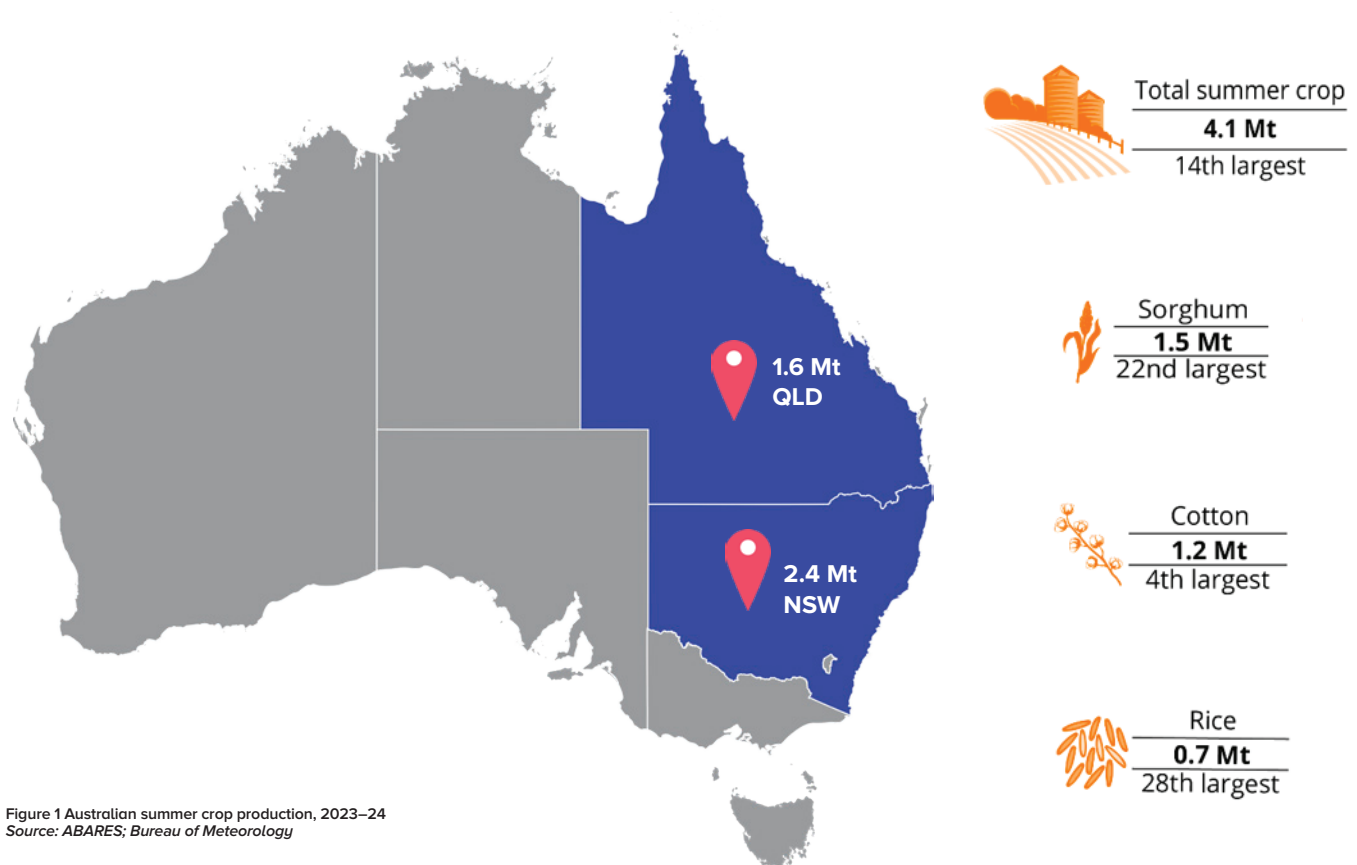 Total summer crop
4.1 Mt
14th largest
Sorghum
1.5 Mt
22nd largest
1.6 Mt
QLD
Cotton
1.2 Mt
4th largest
2.4 Mt
NSW
Rice
0.7 Mt
28th largest
Figure 1 Australian summer crop production, 2023–24
Source: ABARES; Bureau of Meteorology